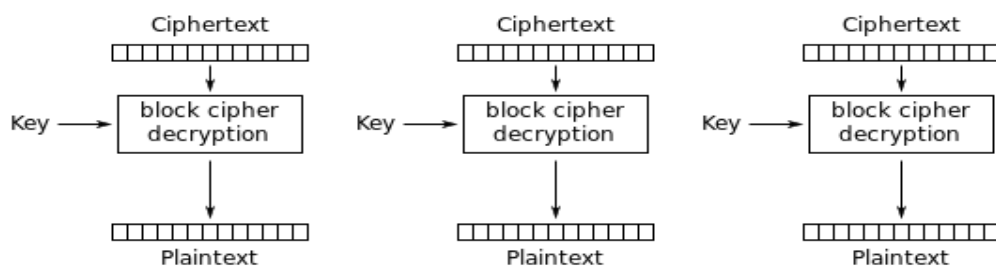 Ciphertext Ciphertext Ciphertext
Key block cipher decryption Key block cipher decryption Key block cipher decryption
Plaintext Plaintext Plaintext